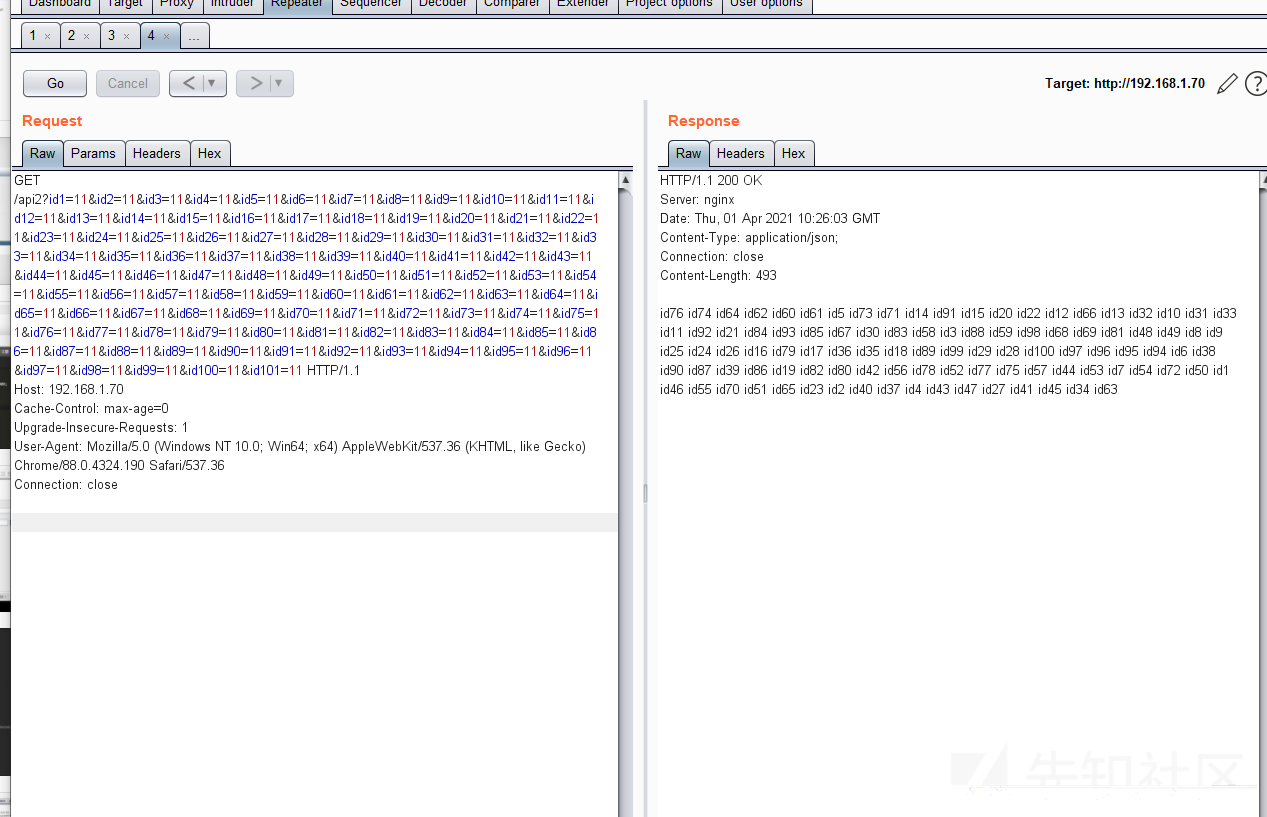 Dashboard Target Proxy Intruder Repeater Sequencer Decoder Comparer Extender Project options User options
1 × 2 × 3 × 4 × ...
Go Cancel < ▼ > ▼ Target: http://192.168.1.70 ?
Request
Raw Params Headers Hex
GET
/api2?id1=11&id2=11&id3=11&id4=11&id5=11&id6=11&id7=11&id8=11&id9=11&id10=11&id11=11&i
d12=11&id13=11&id14=11&id15=11&id16=11&id17=11&id18=11&id19=11&id20=11&id21=11&id22=1
1&id23=11&id24=11&id25=11&id26=11&id27=11&id28=11&id29=11&id30=11&id31=11&id32=11&id3
3=11&id34=11&id35=11&id36=11&id37=11&id38=11&id39=11&id40=11&id41=11&id42=11&id43=11
&id44=11&id45=11&id46=11&id47=11&id48=11&id49=11&id50=11&id51=11&id52=11&id53=11&id54
=11&id55=11&id56=11&id57=11&id58=11&id59=11&id60=11&id61=11&id62=11&id63=11&id64=11&i
d65=11&id66=11&id67=11&id68=11&id69=11&id70=11&id71=11&id72=11&id73=11&id74=11&id75=1
1&id76=11&id77=11&id78=11&id79=11&id80=11&id81=11&id82=11&id83=11&id84=11&id85=11&id8
6=11&id87=11&id88=11&id89=11&id90=11&id91=11&id92=11&id93=11&id94=11&id95=11&id96=11
&id97=11&id98=11&id99=11&id100=11&id101=11 HTTP/1.1
Host: 192.168.1.70
Cache-Control: max-age=0
Upgrade-Insecure-Requests: 1
User-Agent: Mozilla/5.0 (Windows NT 10.0; Win64; x64) AppleWebKit/537.36 (KHTML, like Gecko)
Chrome/88.0.4324.190 Safari/537.36
Connection: close
Response
Raw Headers Hex
HTTP/1.1 200 OK
Server: nginx
Date: Thu, 01 Apr 2021 10:26:03 GMT
Content-Type: application/json;
Connection: close
Content-Length: 493
id76 id74 id64 id62 id60 id61 id5 id73 id71 id14 id91 id15 id20 id22 id12 id66 id13 id32 id10 id31 id33
id11 id92 id21 id84 id93 id85 id67 id30 id83 id58 id3 id88 id59 id98 id68 id69 id81 id48 id49 id8 id9
id25 id24 id26 id16 id79 id17 id36 id35 id18 id89 id99 id29 id28 id100 id97 id96 id95 id94 id6 id38
id90 id87 id39 id86 id19 id82 id80 id42 id56 id78 id52 id77 id75 id57 id44 id53 id7 id54 id72 id50 id1
id46 id55 id70 id51 id65 id23 id2 id40 id37 id4 id43 id47 id27 id41 id45 id34 id63
先知社区